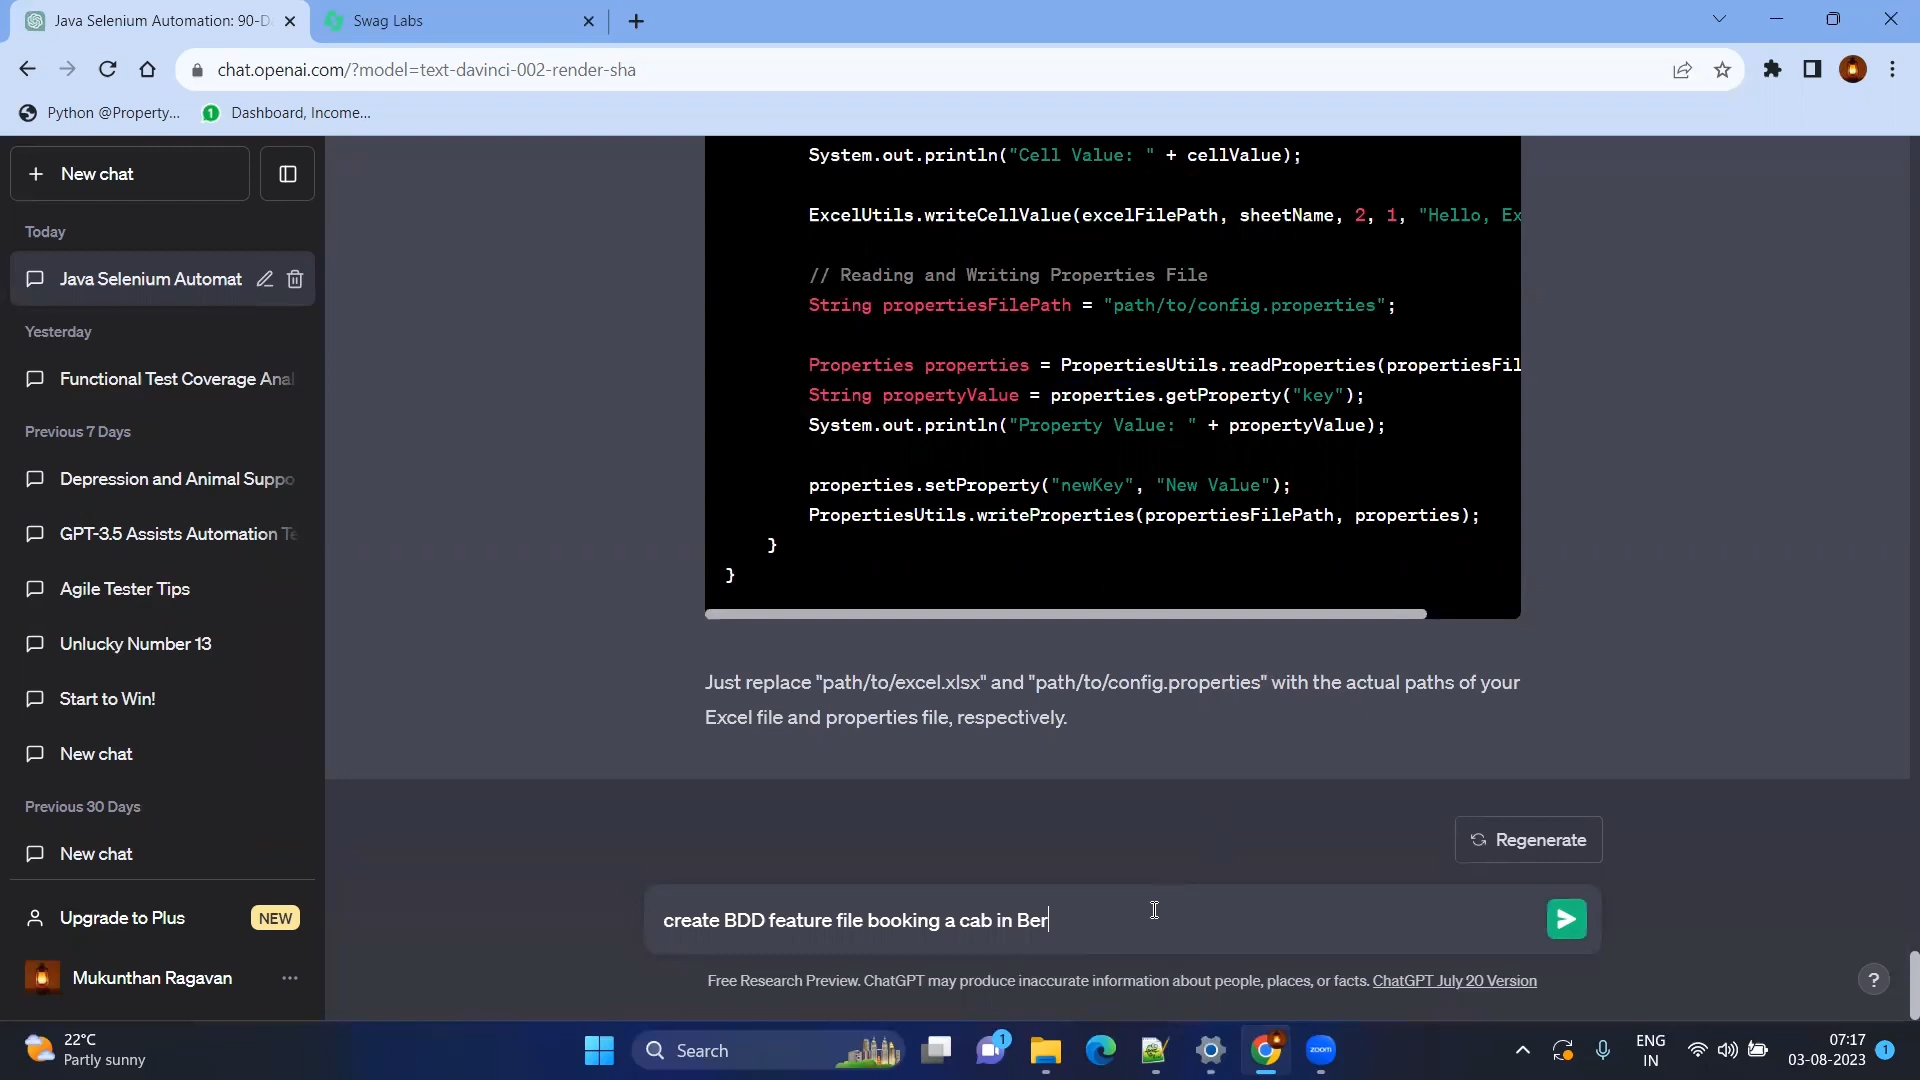 Java Selenium Automation: 90-D
Swag Labs
chat.openai.com/?model=text-davinci-002-render-sha
Python @Property...
Dashboard, Income...
New chat
Today
Java Selenium Automat
Yesterday
Functional Test Coverage Anal
Previous 7 Days
Depression and Animal Suppo
GPT-3.5 Assists Automation Te
Agile Tester Tips
Unlucky Number 13
Start to Win!
New chat
Previous 30 Days
New chat
Upgrade to Plus
NEW
Mukunthan Ragavan
System.out.println("Cell Value: " + cellValue);
ExcelUtils.writeCellValue(excelFilePath, sheetName, 2, 1, "Hello, Ex
// Reading and Writing Properties File
String propertiesFilePath = "path/to/config.properties";
Properties properties = PropertiesUtils.readProperties(propertiesFil
String propertyValue = properties.getProperty("key");
System.out.println("Property Value: " + propertyValue);
properties.setProperty("newKey", "New Value");
PropertiesUtils.writeProperties(propertiesFilePath, properties);
}
}
Just replace "path/to/excel.xlsx" and "path/to/config.properties" with the actual paths of your
Excel file and properties file, respectively.
Regenerate
create BDD feature file booking a cab in Ber
Free Research Preview. ChatGPT may produce inaccurate information about people, places, or facts. ChatGPT July 20 Version
?
22°C
Partly sunny
Search
1
zoom
ENG
IN
07:17
03-08-2023
1